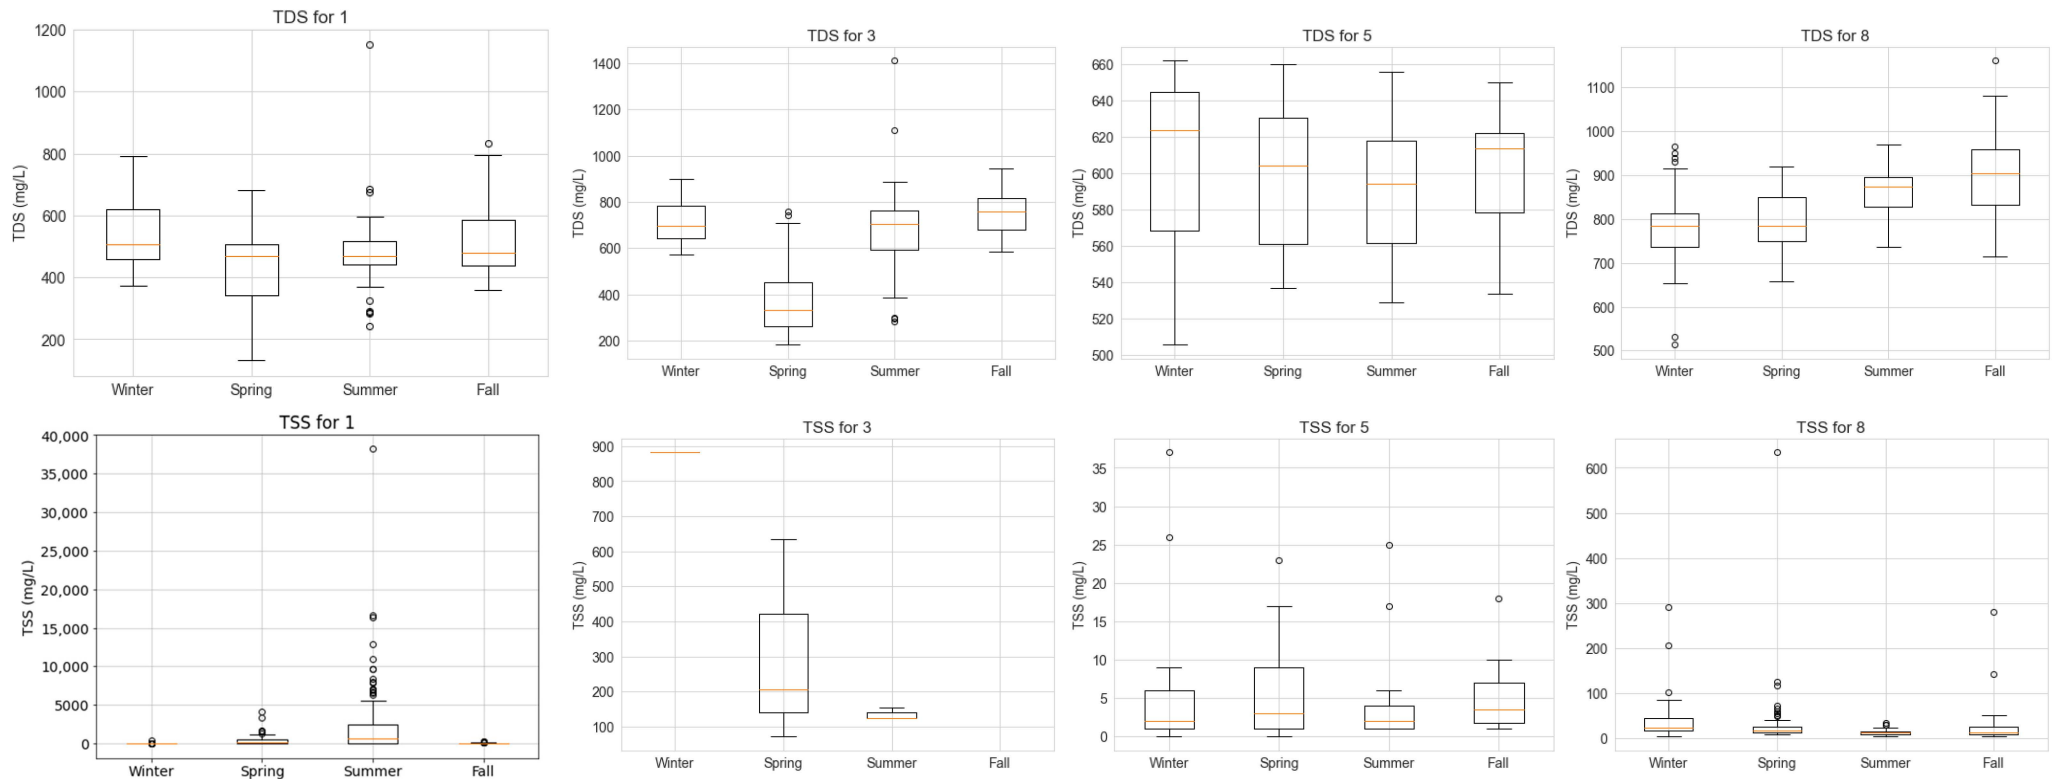 TDS for 1
TDS (mg/L)
1200
1000
800
600
400
200
Winter Spring Summer Fall
TDS for 3
TDS (mg/L)
1400
1200
1000
800
600
400
200
Winter Spring Summer Fall
TDS for 5
TDS (mg/L)
660
640
620
600
580
560
540
520
500
Winter Spring Summer Fall
TDS for 8
TDS (mg/L)
1100
1000
900
800
700
600
500
Winter Spring Summer Fall
TSS for 1
TSS (mg/L)
40,000
35,000
30,000
25,000
20,000
15,000
10,000
5000
0
Winter Spring Summer Fall
TSS for 3
TSS (mg/L)
900
800
700
600
500
400
300
200
100
Winter Spring Summer Fall
TSS for 5
TSS (mg/L)
35
30
25
20
15
10
5
0
Winter Spring Summer Fall
TSS for 8
TSS (mg/L)
600
500
400
300
200
100
0
Winter Spring Summer Fall